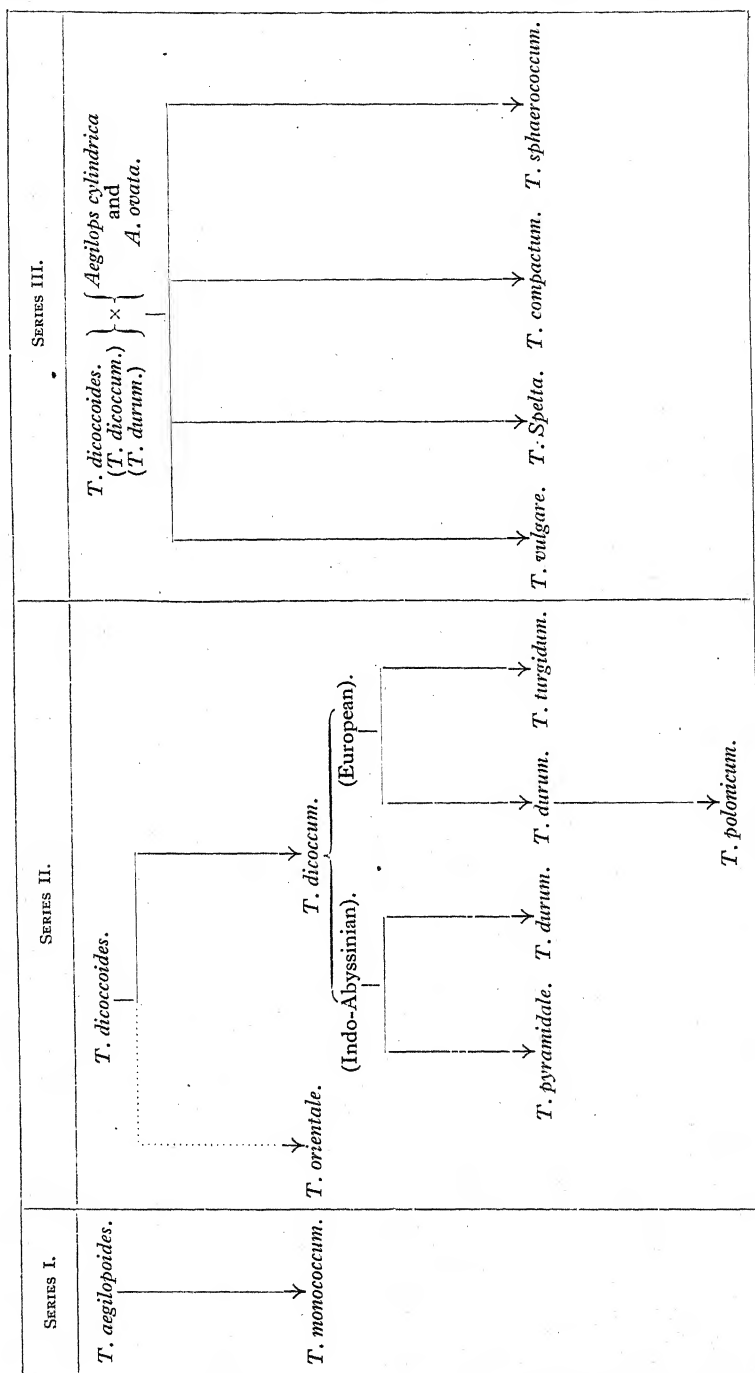 SERIES I.
T. aegilopoides.
T. monococcum.
SERIES II.
T. dicoccoides.
T. orientale.
T. dicoccum.
(Indo-Abyssinian).
(European).
T. pyramidale.
T. durum.
T. durum.
T. turgidum.
T. polonicum.
SERIES III.
T. dicoccoides.
(T. dicoccum.)
(T. durum.)
×
Aegilops cylindrica
and
A. ovata.
T. vulgare.
T. Spelta.
T. compactum.
T. sphaerococcum.